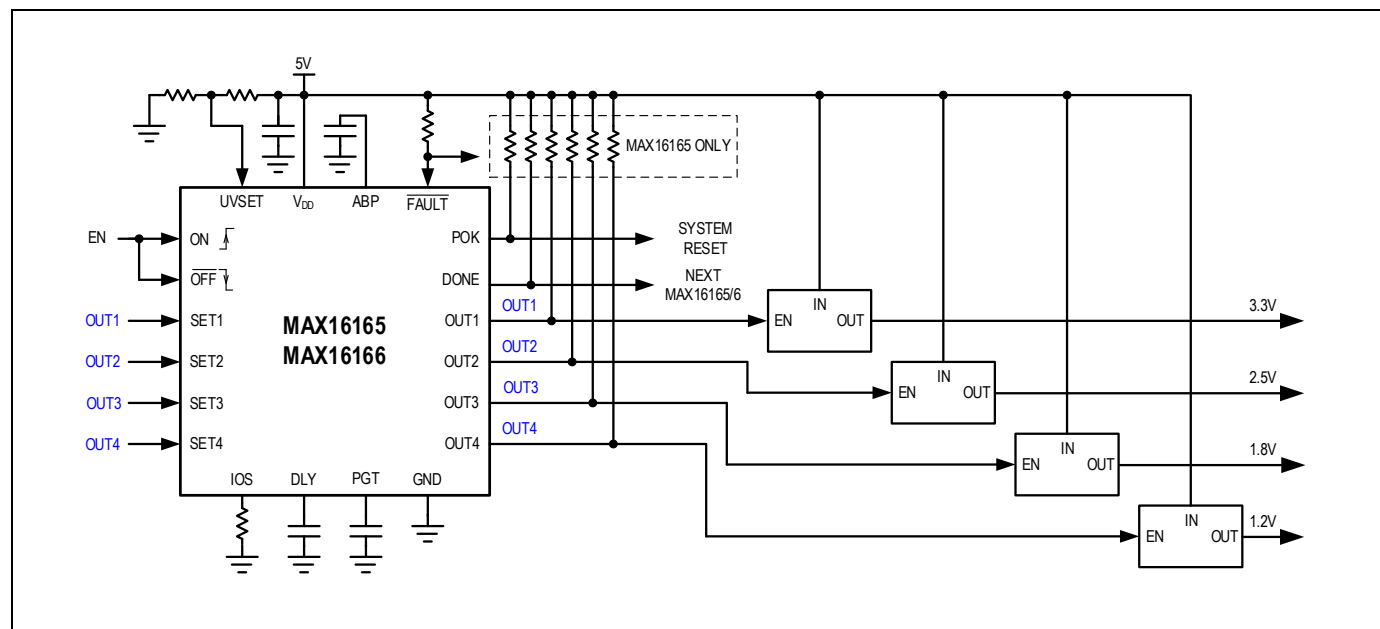 5V
MAX16165 ONLY
UVSET
VDD
ABP
FAULT
EN
ON
POK
SYSTEM
RESET
OFF
DONE
NEXT
MAX16165/6
OUT1
SET1
MAX16165
MAX16166
OUT1
OUT1
EN
IN
OUT
3.3V
OUT2
SET2
OUT2
OUT2
EN
IN
OUT
2.5V
OUT3
SET3
OUT3
OUT3
EN
IN
OUT
1.8V
OUT4
SET4
OUT4
OUT4
EN
IN
OUT
1.2V
IOS
DLY
PGT
GND